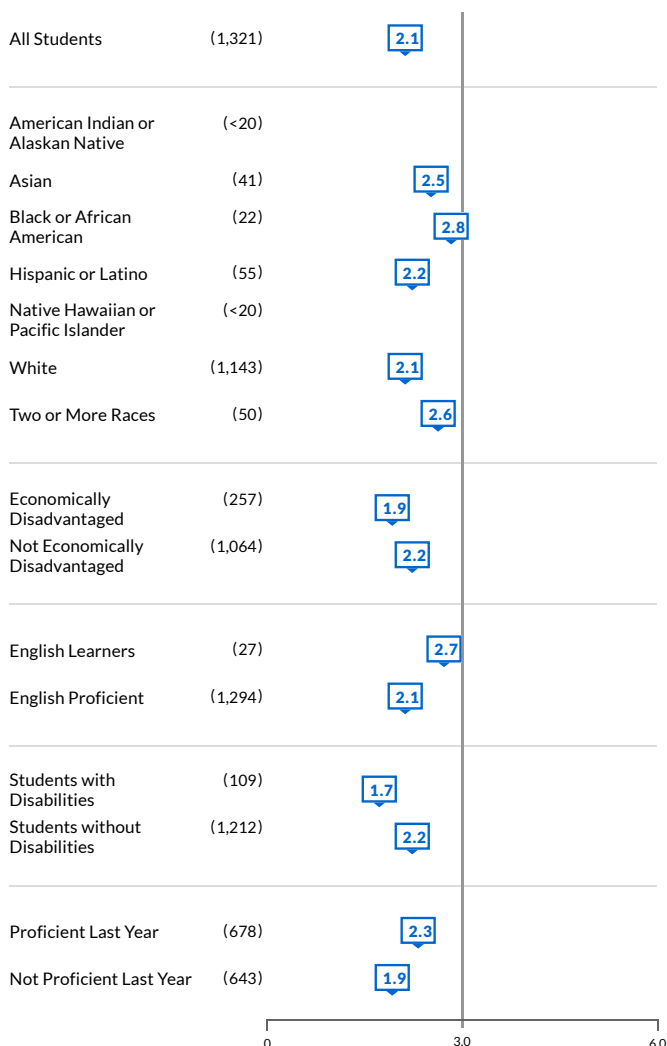 All Students (1,321) 2.1
American Indian or (<20)
Alaskan Native
Asian (41) 2.5
Black or African (22) 2.8
American
Hispanic or Latino (55) 2.2
Native Hawaiian or (<20)
Pacific Islander
White (1,143) 2.1
Two or More Races (50) 2.6
Economically (257) 1.9
Disadvantaged
Not Economically (1,064) 2.2
Disadvantaged
English Learners (27) 2.7
English Proficient (1,294) 2.1
Students with (109) 1.7
Disabilities
Students without (1,212) 2.2
Disabilities
Proficient Last Year (678) 2.3
Not Proficient Last Year (643) 1.9
0 3.0 6.0